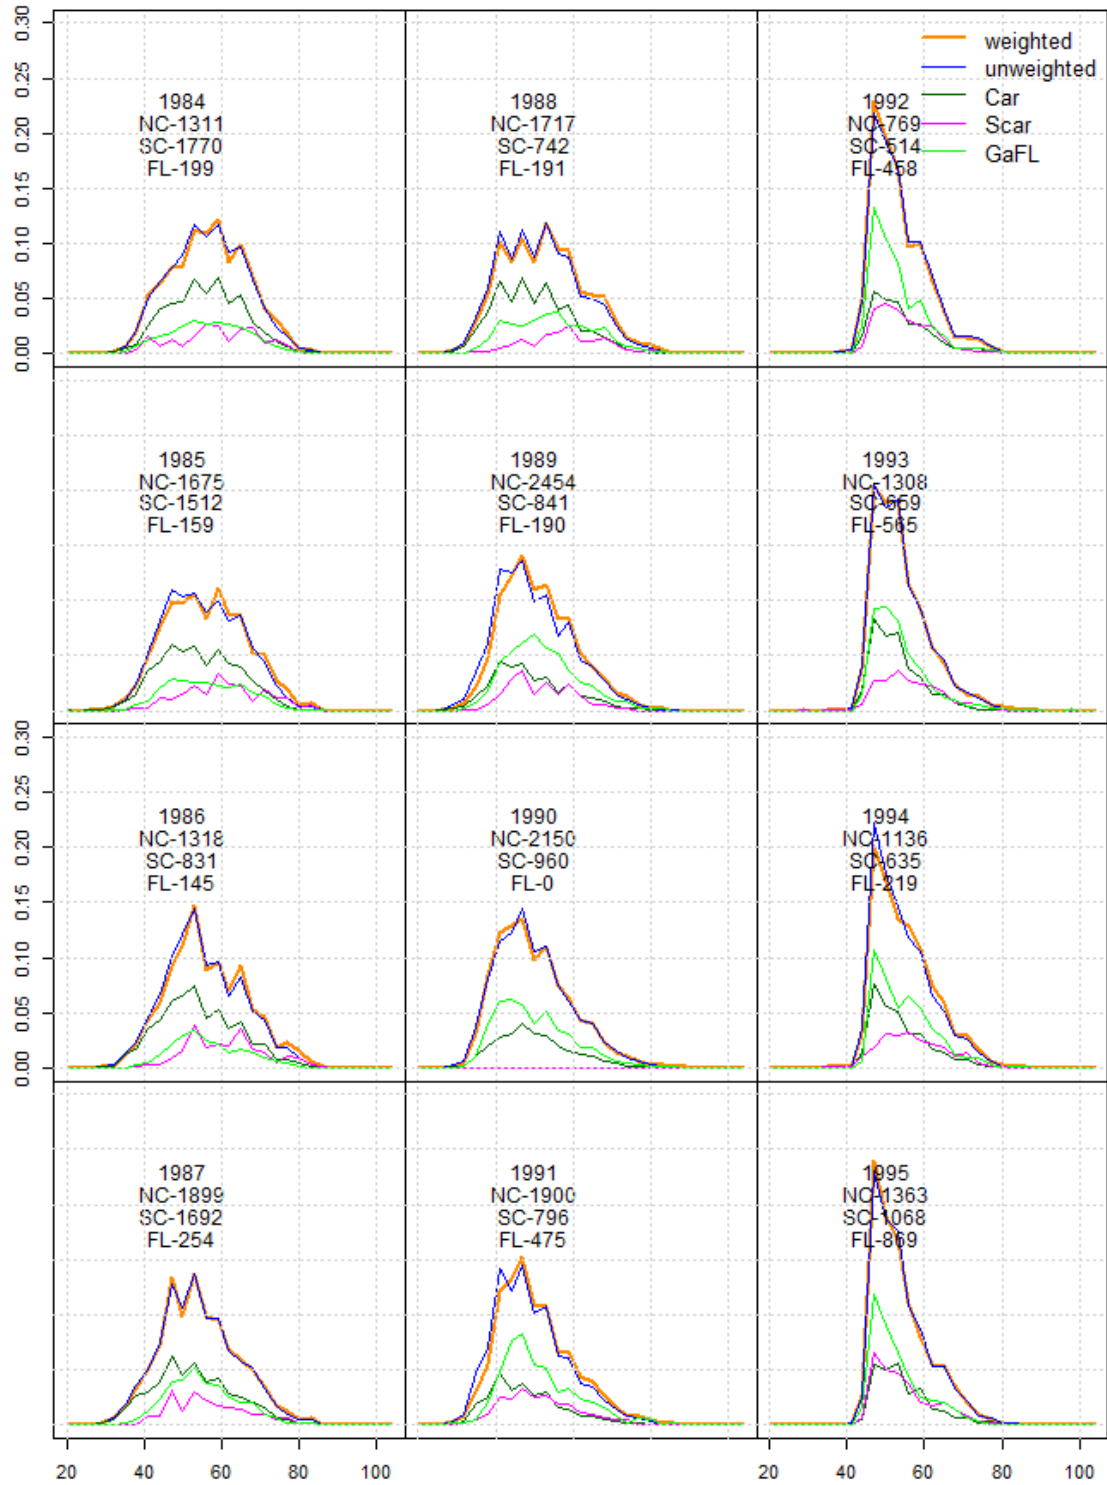 0.30
0.25
0.20
0.15
0.10
0.05
0.00
1984
NC-1311
SC-1770
FL-199
1988
NC-1717
SC-742
FL-191
1992
NC-769
SC-514
FL-458
weighted
unweighted
Car
Scar
GaFL
1985
NC-1675
SC-1512
FL-159
1989
NC-2454
SC-841
FL-190
1993
NC-1308
SC-659
FL-565
0.30
0.25
0.20
0.15
0.10
0.05
0.00
1986
NC-1318
SC-831
FL-145
1990
NC-2150
SC-960
FL-0
1994
NC-1136
SC-635
FL-219
1987
NC-1899
SC-1692
FL-254
1991
NC-1900
SC-796
FL-475
1995
NC-1363
SC-1068
FL-869
20 40 60 80 100
20 40 60 80 100